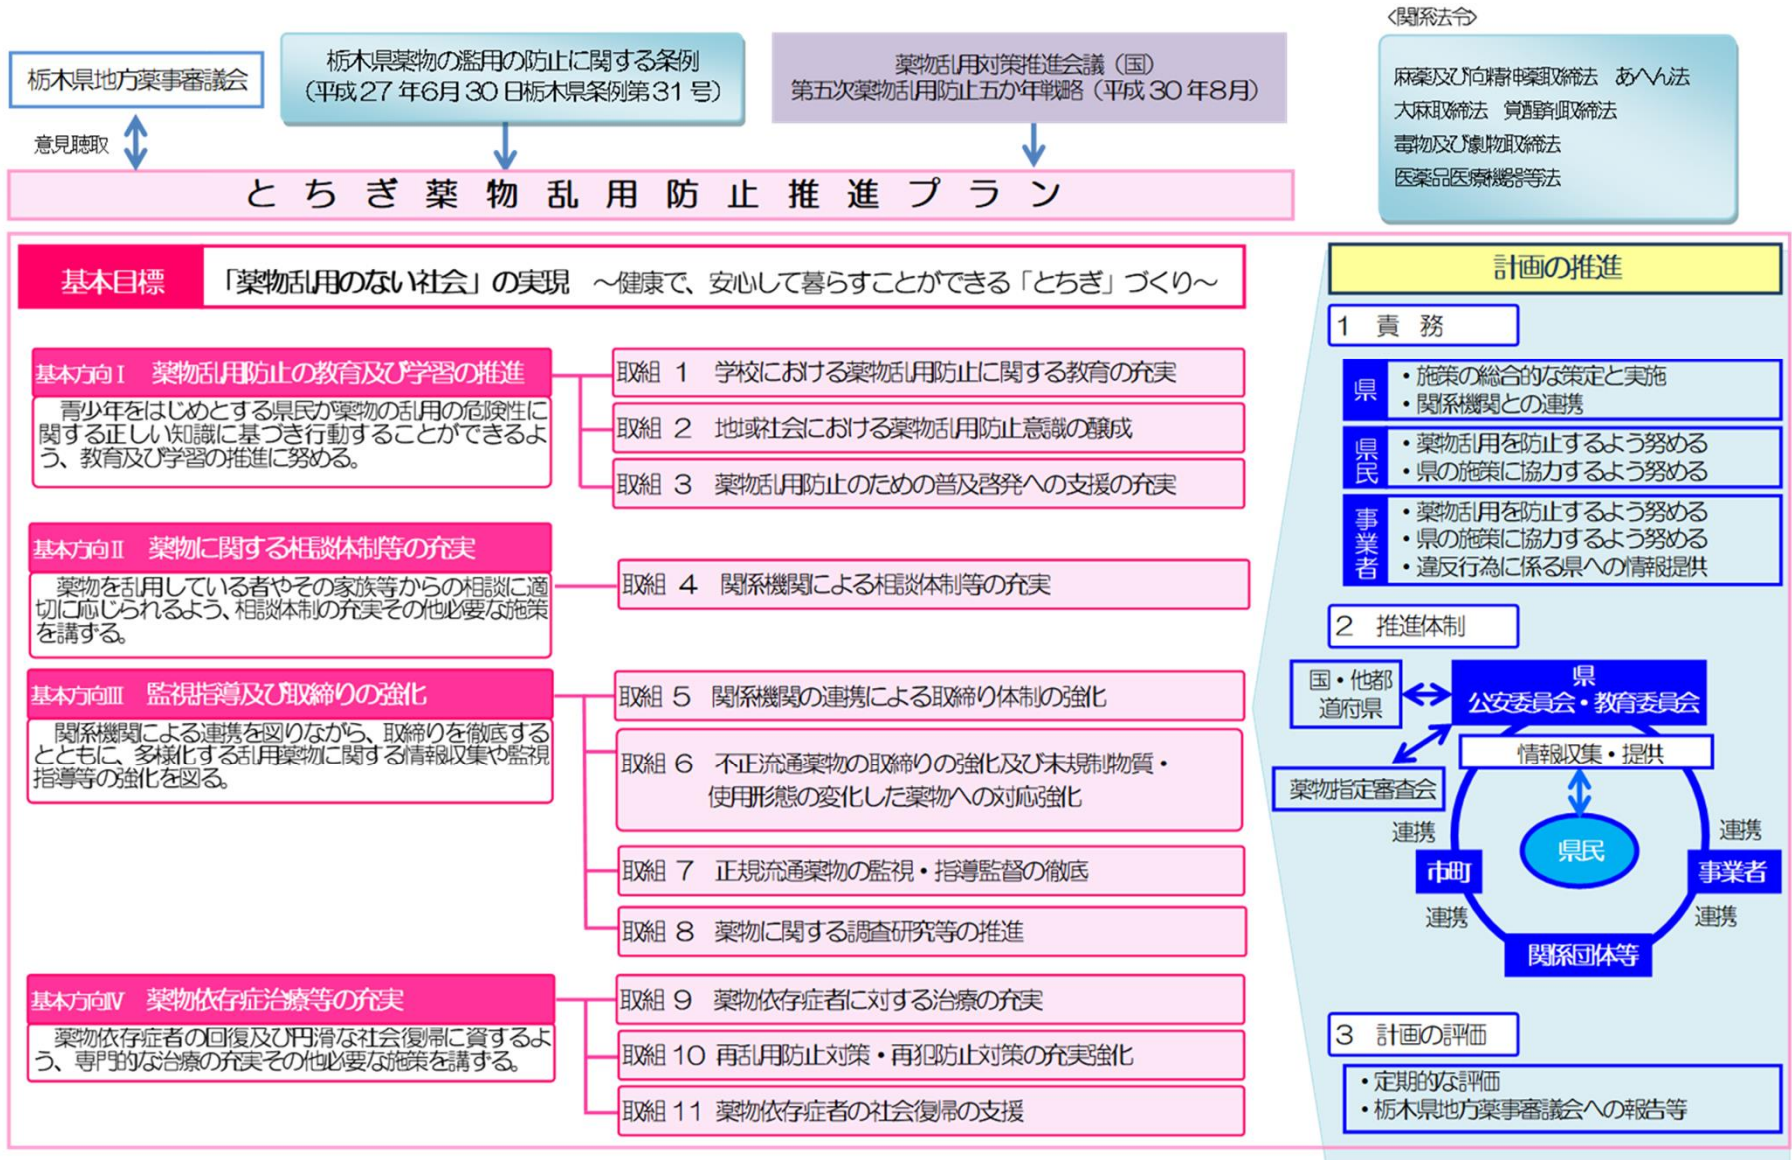 〈関係法令〉
栃木県地方薬事審議会
栃木県薬物の濫用の防止に関する条例
（平成27年6月30日栃木県条例第31号）
薬物乱用対策推進会議（国）
第五次薬物乱用防止五か年戦略（平成30年8月）
麻薬及び向精神薬取締法　あへん法
大麻取締法　覚醒剤取締法
毒物及び劇物取締法
医薬品医療機器等法
意見聴取
とちぎ薬物乱用防止推進プラン
基本目標
「薬物乱用のない社会」の実現　～健康で、安心して暮らすことができる「とちぎ」づくり～
基本方向Ⅰ　薬物乱用防止の教育及び学習の推進
青少年をはじめとする県民が薬物の乱用の危険性に
関する正しい知識に基づき行動することができるよ
う、教育及び学習の推進に努める。
取組 1　学校における薬物乱用防止に関する教育の充実
取組 2　地域社会における薬物乱用防止意識の醸成
取組 3　薬物乱用防止のための普及啓発への支援の充実
基本方向Ⅱ　薬物に関する相談体制等の充実
薬物を乱用している者やその家族等からの相談に適
切に応じられるよう、相談体制の充実その他必要な施策
を講ずる。
取組 4　関係機関による相談体制等の充実
基本方向Ⅲ　監視指導及び取締りの強化
関係機関による連携を図りながら、取締りを徹底する
とともに、多様化する乱用薬物に関する情報収集や監視
指導等の強化を図る。
取組 5　関係機関の連携による取締り体制の強化
取組 6　不正流通薬物の取締りの強化及び未規制物質・
使用形態の変化した薬物への対応強化
取組 7　正規流通薬物の監視・指導監督の徹底
取組 8　薬物に関する調査研究等の推進
基本方向Ⅳ　薬物依存症治療等の充実
薬物依存症者の回復及び円滑な社会復帰に資するよ
う、専門的な治療の充実その他必要な施策を講ずる。
取組 9　薬物依存症者に対する治療の充実
取組 10 再乱用防止対策・再犯防止対策の充実強化
取組 11 薬物依存症者の社会復帰の支援
計画の推進
1　責　務
県
・施策の総合的な策定と実施
・関係機関との連携
県民
・薬物乱用を防止するよう努める
・県の施策に協力するよう努める
事業者
・薬物乱用を防止するよう努める
・県の施策に協力するよう努める
・違反行為に係る県への情報提供
2　推進体制
国・他都
道府県
県
公安委員会・教育委員会
情報収集・提供
薬物指定審査会
連携
連携
県民
市町
事業者
連携
連携
関係団体等
3　計画の評価
・定期的な評価
・栃木県地方薬事審議会への報告等